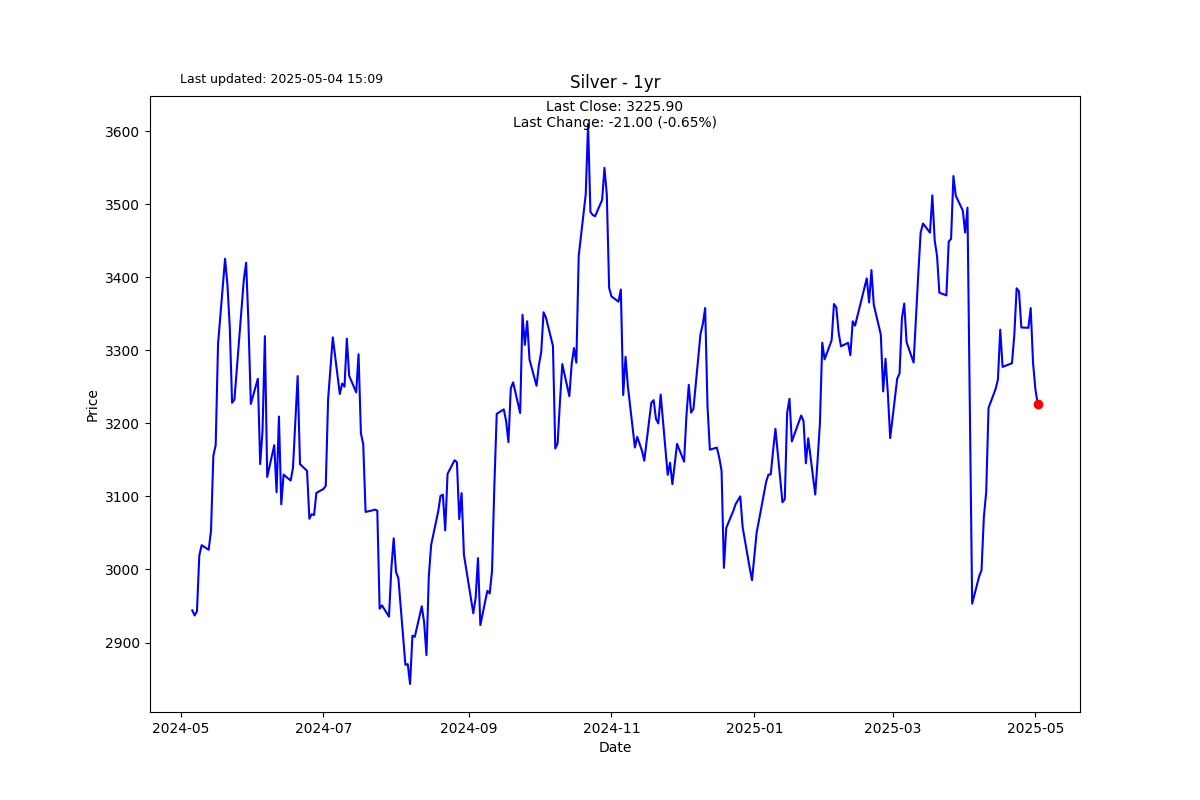 Last updated: 2025-05-04 15:09
Silver - 1yr
Last Close: 3225.90
Last Change: -21.00 (-0.65%)
3600
3500
3400
3300
3200
3100
3000
2900
Price
2024-05
2024-07
2024-09
2024-11
2025-01
2025-03
2025-05
Date